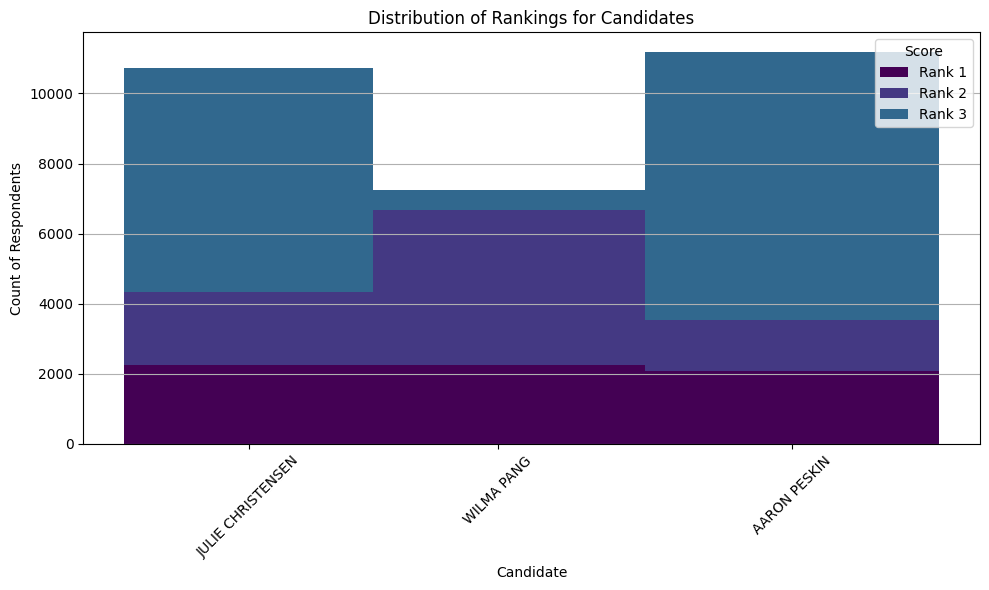 Distribution of Rankings for Candidates
Score
Rank 1
Rank 2
Rank 3
Count of Respondents
10000
8000
6000
4000
2000
0
JULIE CHRISTENSEN
WILMA PANG
AARON PESKIN
Candidate